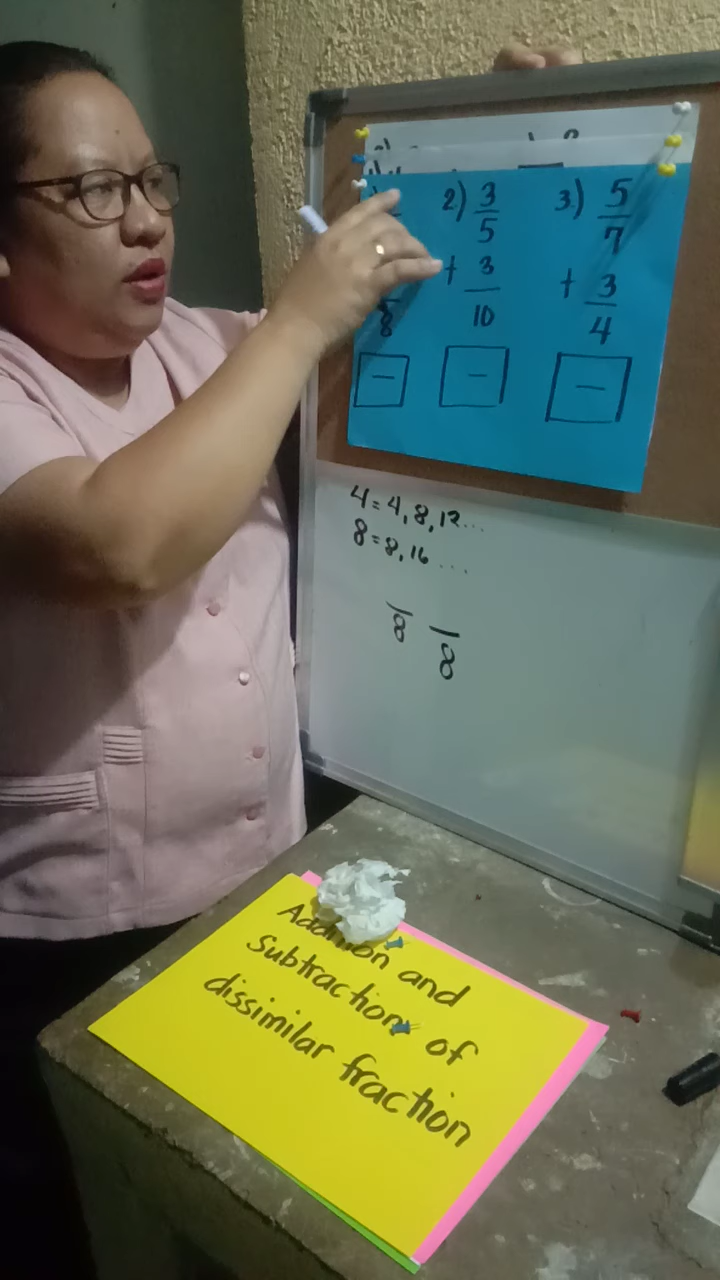 2) 3/5 + 3/10
3.) 5/7 + 3/4
8
4 = 4, 8, 12...
8 = 8, 16 ....
8 8
Addition and
Subtraction of
dissimilar fraction